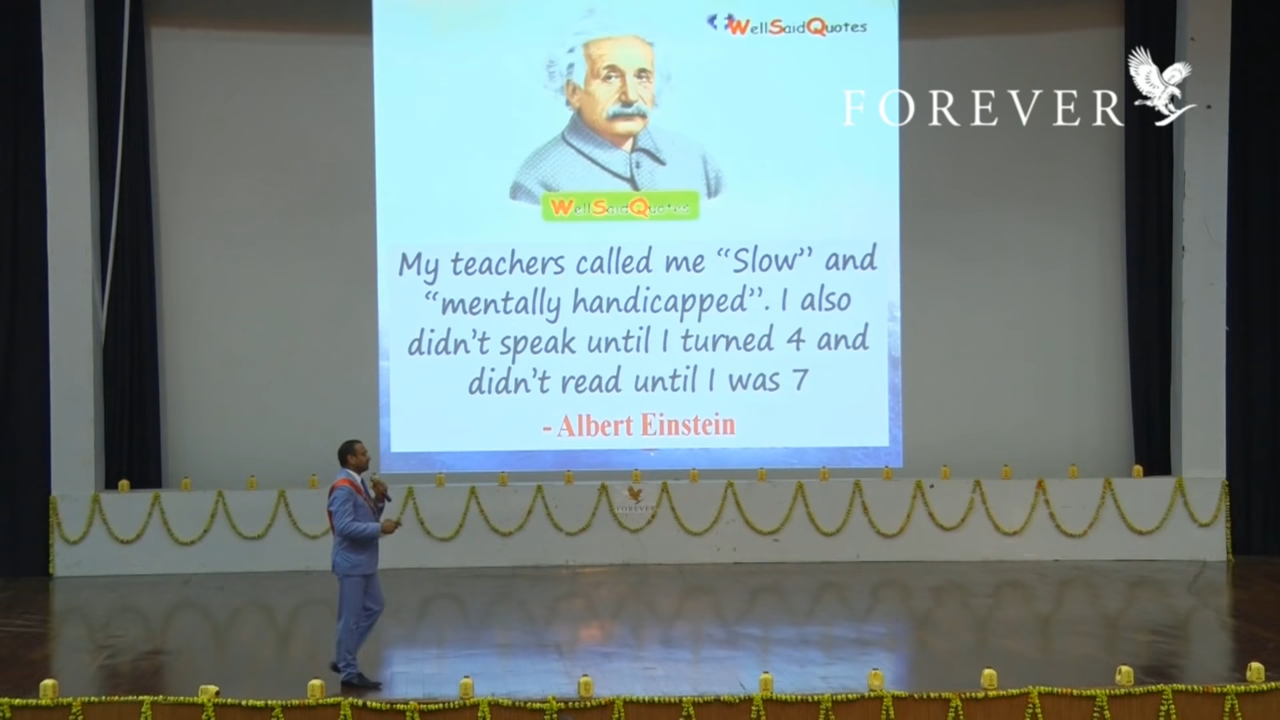 WellSaidQuotes
FOREVER
WellSaidQuotes
My teachers called me “Slow” and
“mentally handicapped”. I also
didn’t speak until I turned 4 and
didn’t read until I was 7
- Albert Einstein
FOREVER